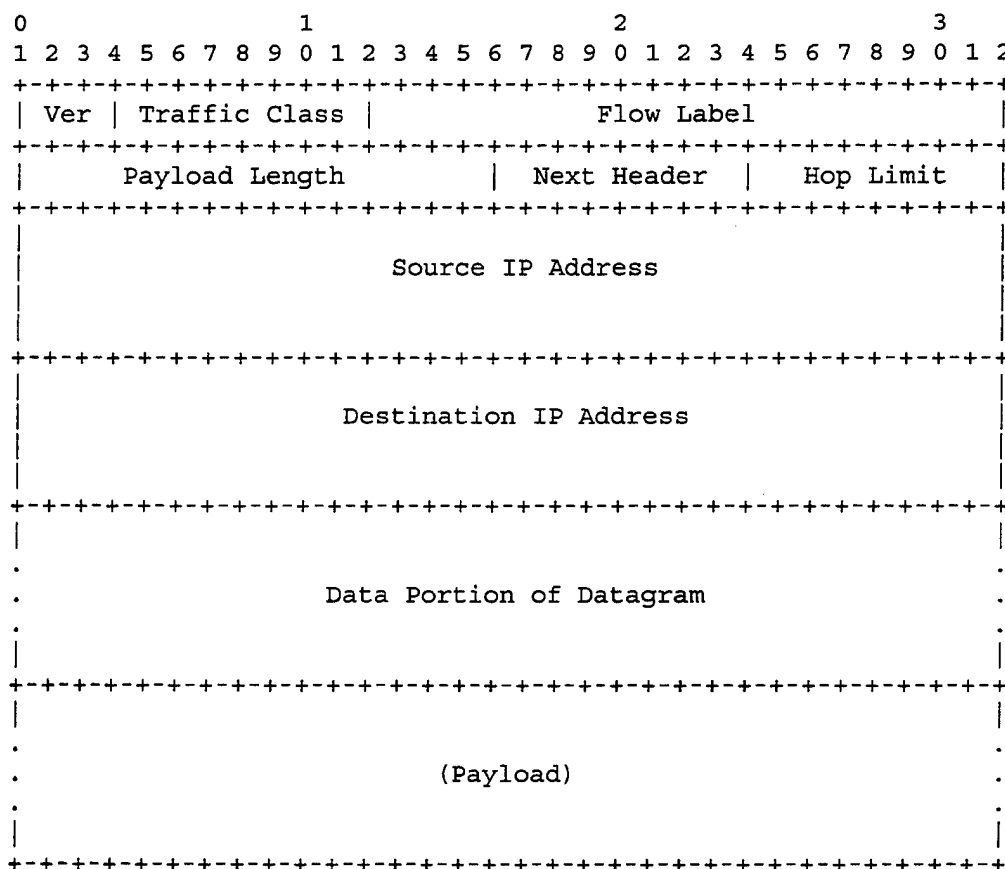 0 1 2 3
1 2 3 4 5 6 7 8 9 0 1 2 3 4 5 6 7 8 9 0 1 2 3 4 5 6 7 8 9 0 1 2
+-+-+-+-+-+-+-+-+-+-+-+-+-+-+-+-+-+-+-+-+-+-+-+-+-+-+-+-+-+-+-+-+
| Ver | Traffic Class | Flow Label |
+-+-+-+-+-+-+-+-+-+-+-+-+-+-+-+-+-+-+-+-+-+-+-+-+-+-+-+-+-+-+-+-+
| Payload Length | Next Header | Hop Limit |
+-+-+-+-+-+-+-+-+-+-+-+-+-+-+-+-+-+-+-+-+-+-+-+-+-+-+-+-+-+-+-+-+
Source IP Address
+-+-+-+-+-+-+-+-+-+-+-+-+-+-+-+-+-+-+-+-+-+-+-+-+-+-+-+-+-+-+-+-+
Destination IP Address
+-+-+-+-+-+-+-+-+-+-+-+-+-+-+-+-+-+-+-+-+-+-+-+-+-+-+-+-+-+-+-+-+
Data Portion of Datagram
+-+-+-+-+-+-+-+-+-+-+-+-+-+-+-+-+-+-+-+-+-+-+-+-+-+-+-+-+-+-+-+-+
(Payload)
+-+-+-+-+-+-+-+-+-+-+-+-+-+-+-+-+-+-+-+-+-+-+-+-+-+-+-+-+-+-+-+-+